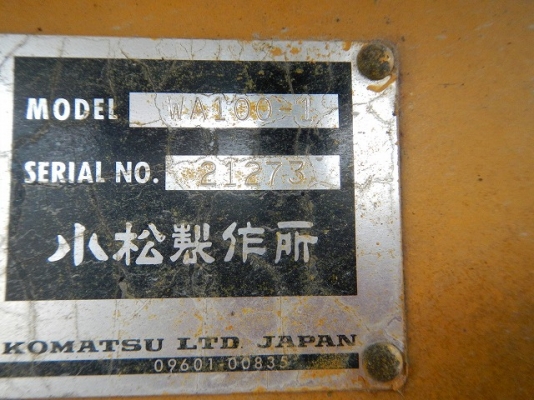 MODEL WA100-1
SERIAL NO. 21273
小松製作所
KOMATSU LTD. JAPAN
09601-00835